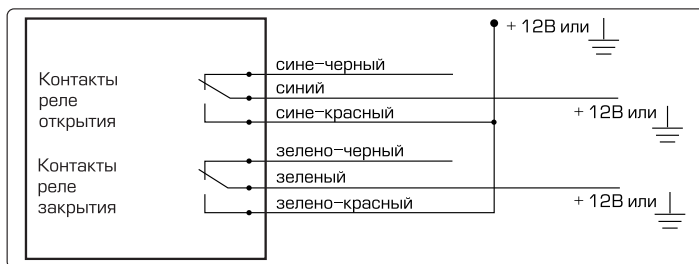 + 12В или
сине-черный
Контакты
реле
открытия
синий
сине-красный
+ 12В или
зелено-черный
Контакты
реле
закрытия
зеленый
зелено-красный
+ 12В или